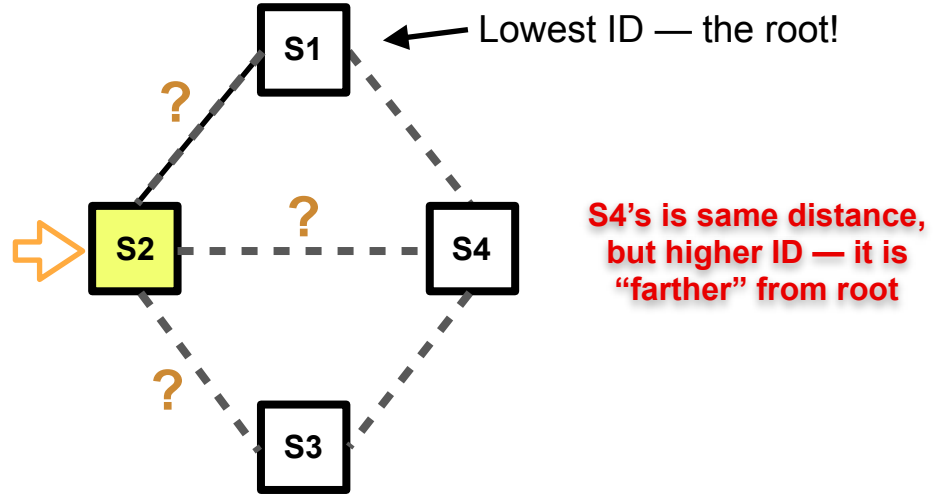 S1
Lowest ID — the root!
?
?
S2
S4
S4’s is same distance,
but higher ID — it is
“farther” from root
?
S3